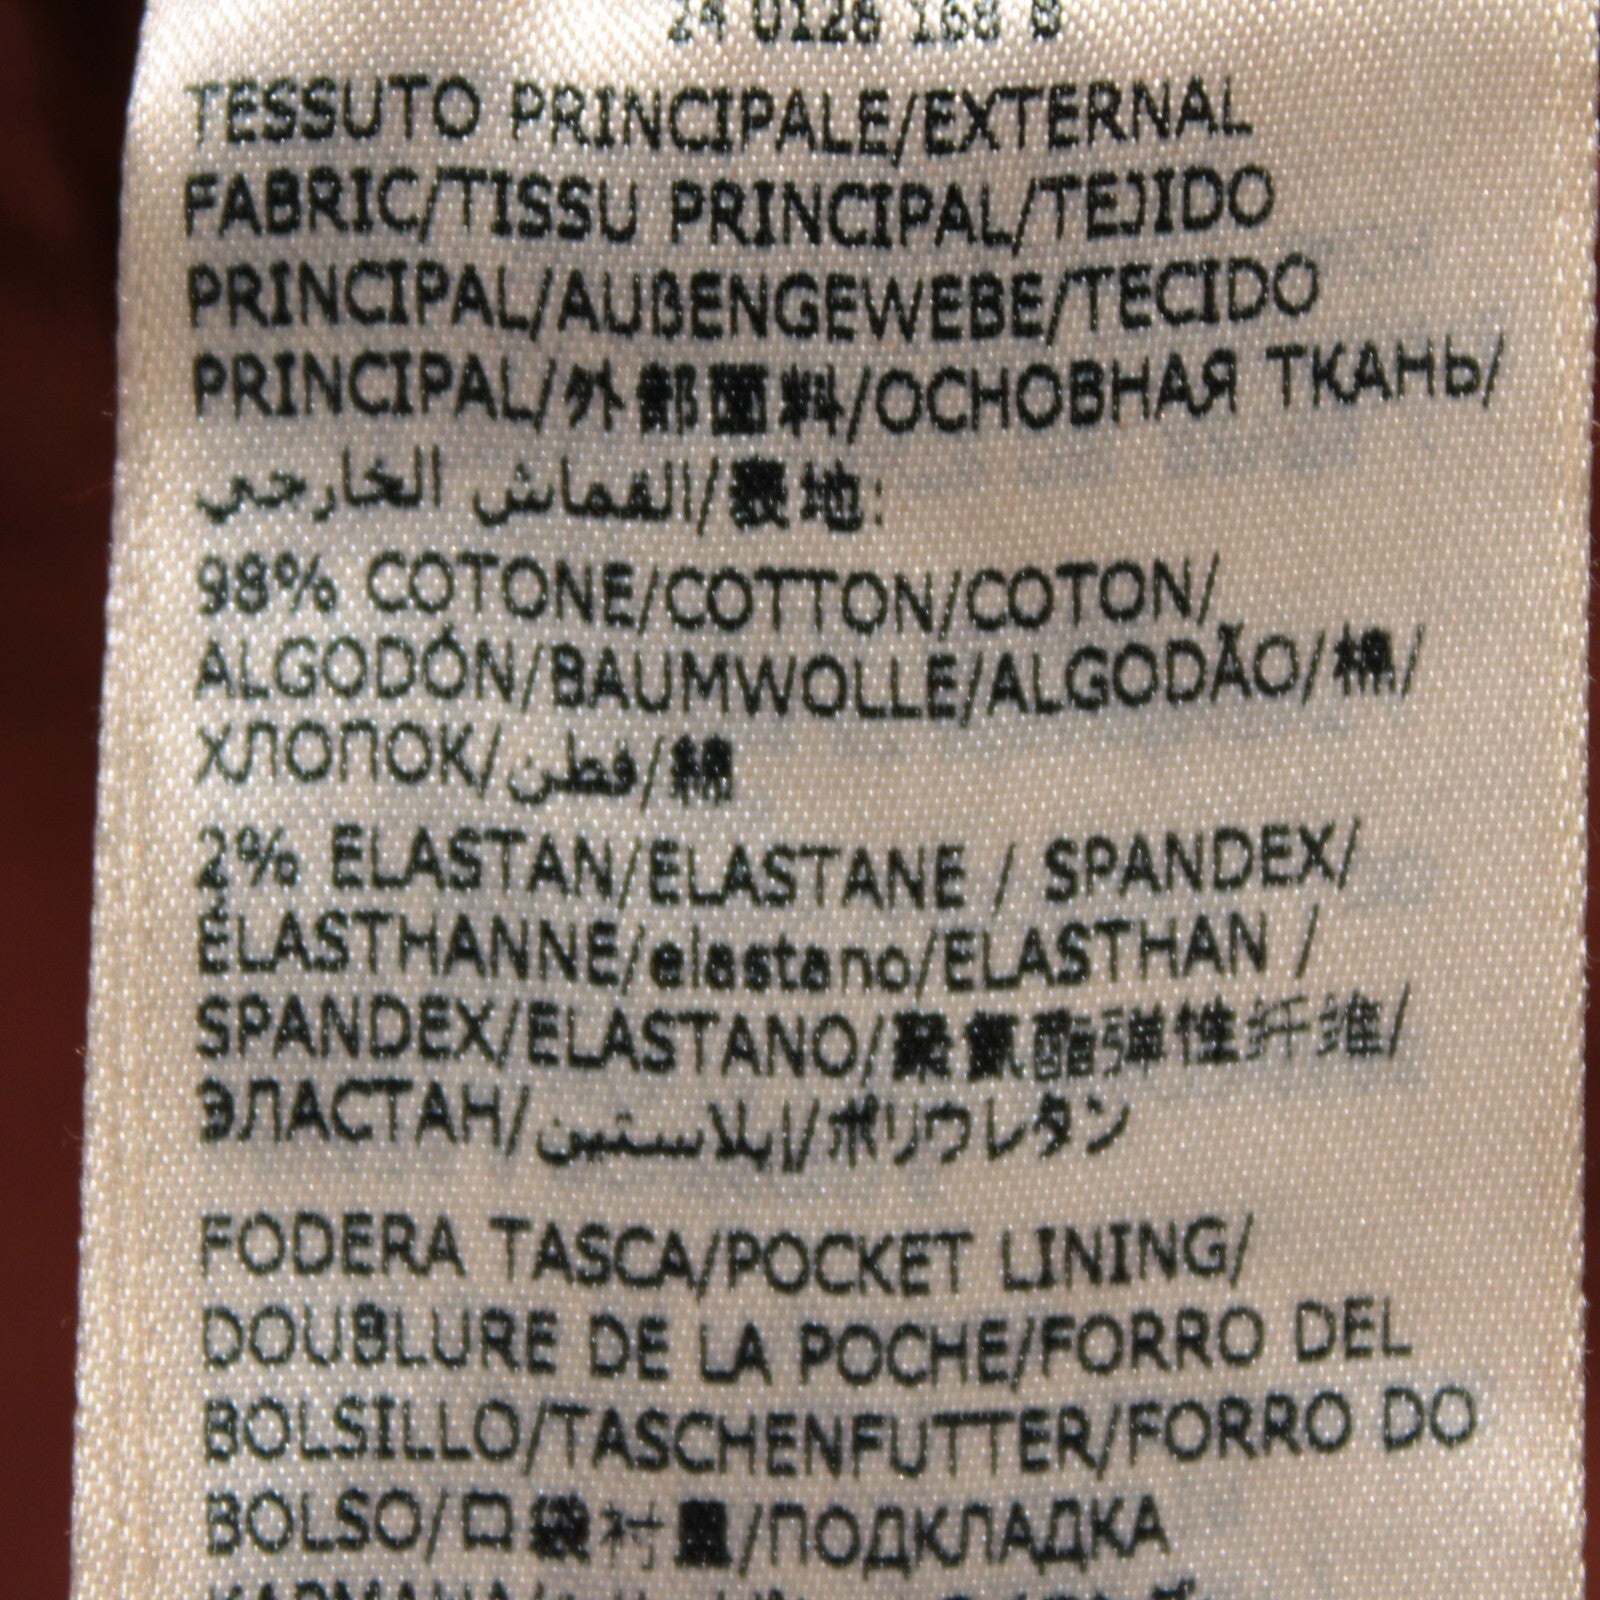 24 0126 168 B
TESSUTO PRINCIPALE/EXTERNAL
FABRIC/TISSU PRINCIPAL/TEJIDO
PRINCIPAL/AUßENGEWEBE/TECIDO
PRINCIPAL/外部面料/ОСНОВНАЯ ТКАНЬ/
القماش الخارجي/表地:
98% COTONE/COTTON/COTON/
ALGODÓN/BAUMWOLLE/ALGODÃO/棉/
ХЛОПОК/قطن/綿
2% ELASTAN/ELASTANE / SPANDEX/
ÉLASTHANNE/elastano/ELASTHAN /
SPANDEX/ELASTANO/聚氨酯弹性纤维/
ЭЛАСТАН/إيلاستين/ポリウレタン
FODERA TASCA/POCKET LINING/
DOUBLURE DE LA POCHE/FORRO DEL
BOLSILLO/TASCHENFUTTER/FORRO DO
BOLSO/口袋衬里/ПОДКЛАДКА